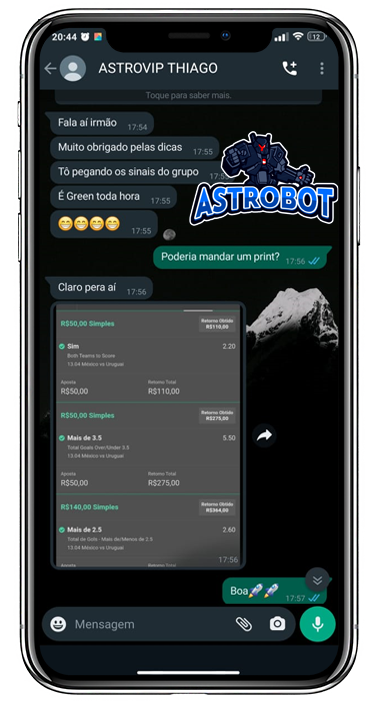 20:44
12
ASTROVIP THIAGO
Toque para saber mais.
Fala aí irmão
17:54
Muito obrigado pelas dicas
17:55
Tô pegando os sinais do grupo
17:55
É Green toda hora
17:55
😁😁😁😁
17:55
ASTROBOT
Poderia mandar um print?
17:56
Claro pera aí
17:56
R$50,00 Simples
Retorno Obtido
R$110,00
Sim 2.20
Both Teams to Score
13:04 México vs Uruguai
Aposta Retorno Total
R$50,00 R$110,00
R$50,00 Simples
Retorno Obtido
R$275,00
Mais de 3.5 5.50
Total Goals Over/Under 3.5
13:04 México vs Uruguai
Aposta Retorno Total
R$50,00 R$275,00
R$140,00 Simples
Retorno Obtido
R$364,00
Mais de 2.5 2.60
Total de Gols - Mais de/Menos de 2.5
13:04 México vs Uruguai
Aposta Retorno Total
17:56
Boa🚀🚀
17:57
Mensagem